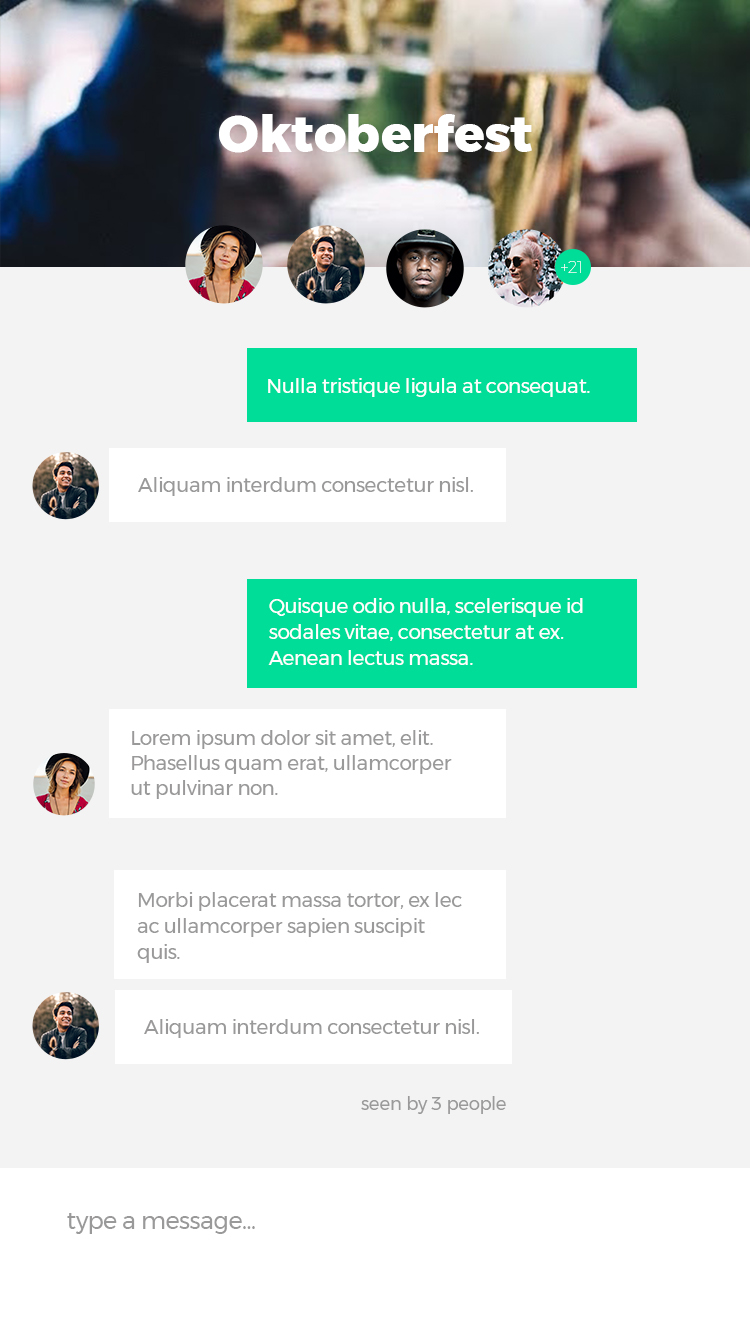 Oktoberfest
+21
Nulla tristique ligula at consequat.
Aliquam interdum consectetur nisl.
Quisque odio nulla, scelerisque id
sodales vitae, consectetur at ex.
Aenean lectus massa.
Lorem ipsum dolor sit amet, elit.
Phasellus quam erat, ullamcorper
ut pulvinar non.
Morbi placerat massa tortor, ex lec
ac ullamcorper sapien suscipit
quis.
Aliquam interdum consectetur nisl.
seen by 3 people
type a message...